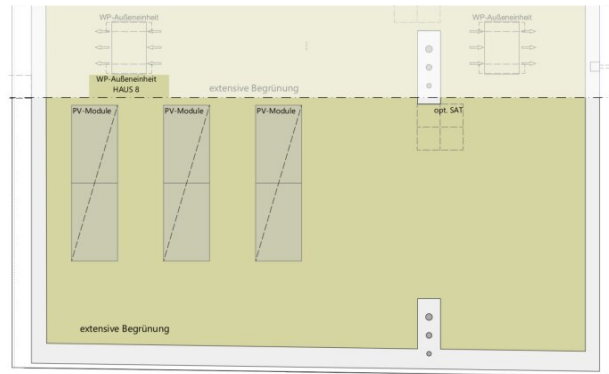 WP-Außeneinheit
WP-Außeneinheit
WP-Außeneinheit
HAUS 8
extensive Begrünung
PV-Module
PV-Module
PV-Module
opt. SAT
extensive Begrünung